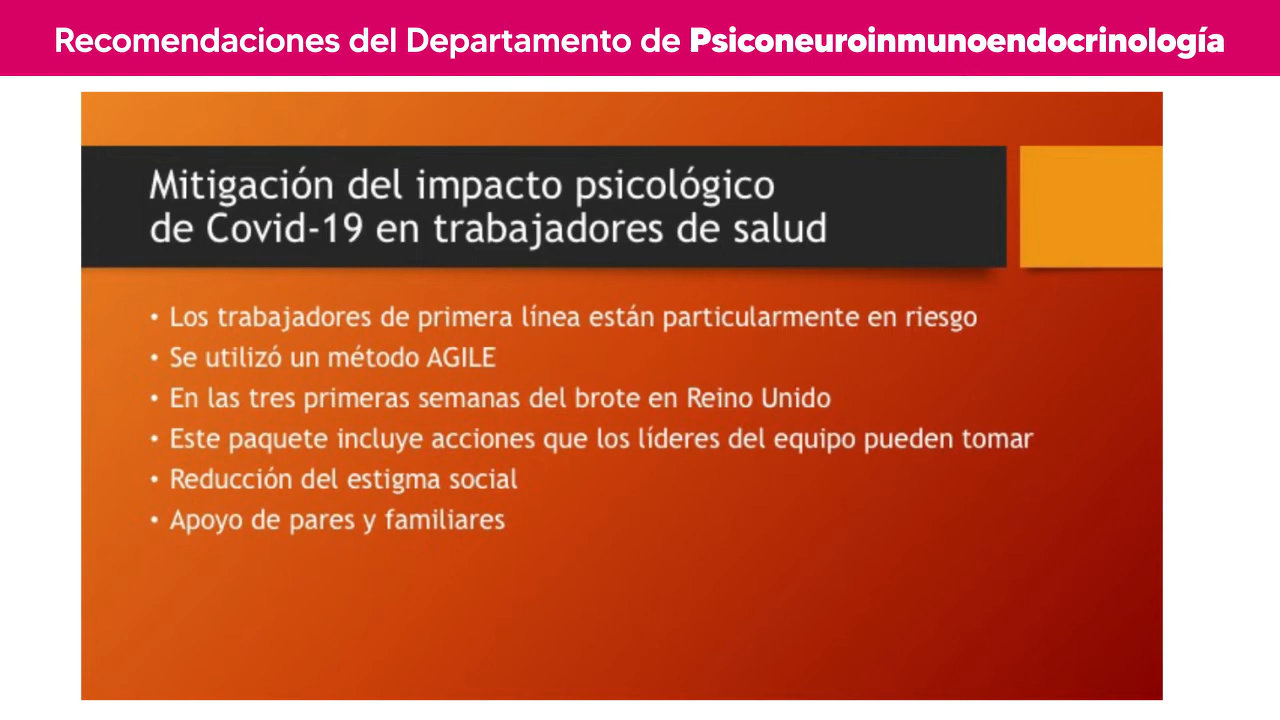 Recomendaciones del Departamento de Psiconeuroinmunoendocrinología
Mitigación del impacto psicológico
de Covid-19 en trabajadores de salud
• Los trabajadores de primera línea están particularmente en riesgo
• Se utilizó un método AGILE
• En las tres primeras semanas del brote en Reino Unido
• Este paquete incluye acciones que los líderes del equipo pueden tomar
• Reducción del estigma social
• Apoyo de pares y familiares